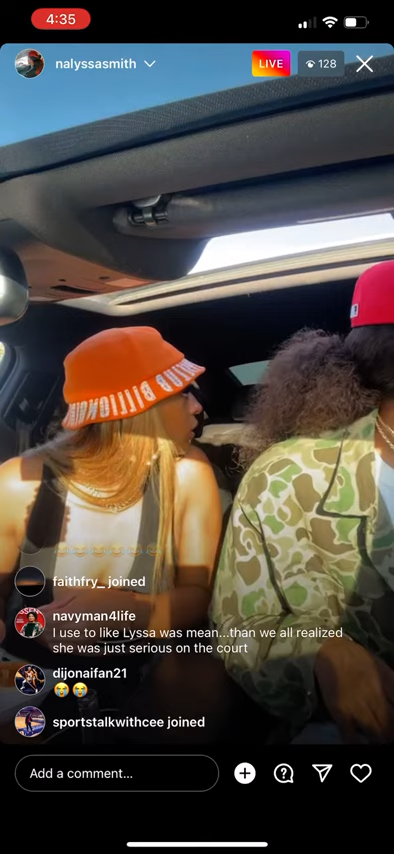 4:35
nalyssasmith
LIVE
128
faithfry_ joined
navyman4life
I use to like Lyssa was mean...than we all realized
she was just serious on the court
dijonaifan21
😭😭
sportstalkwithcee joined
Add a comment...